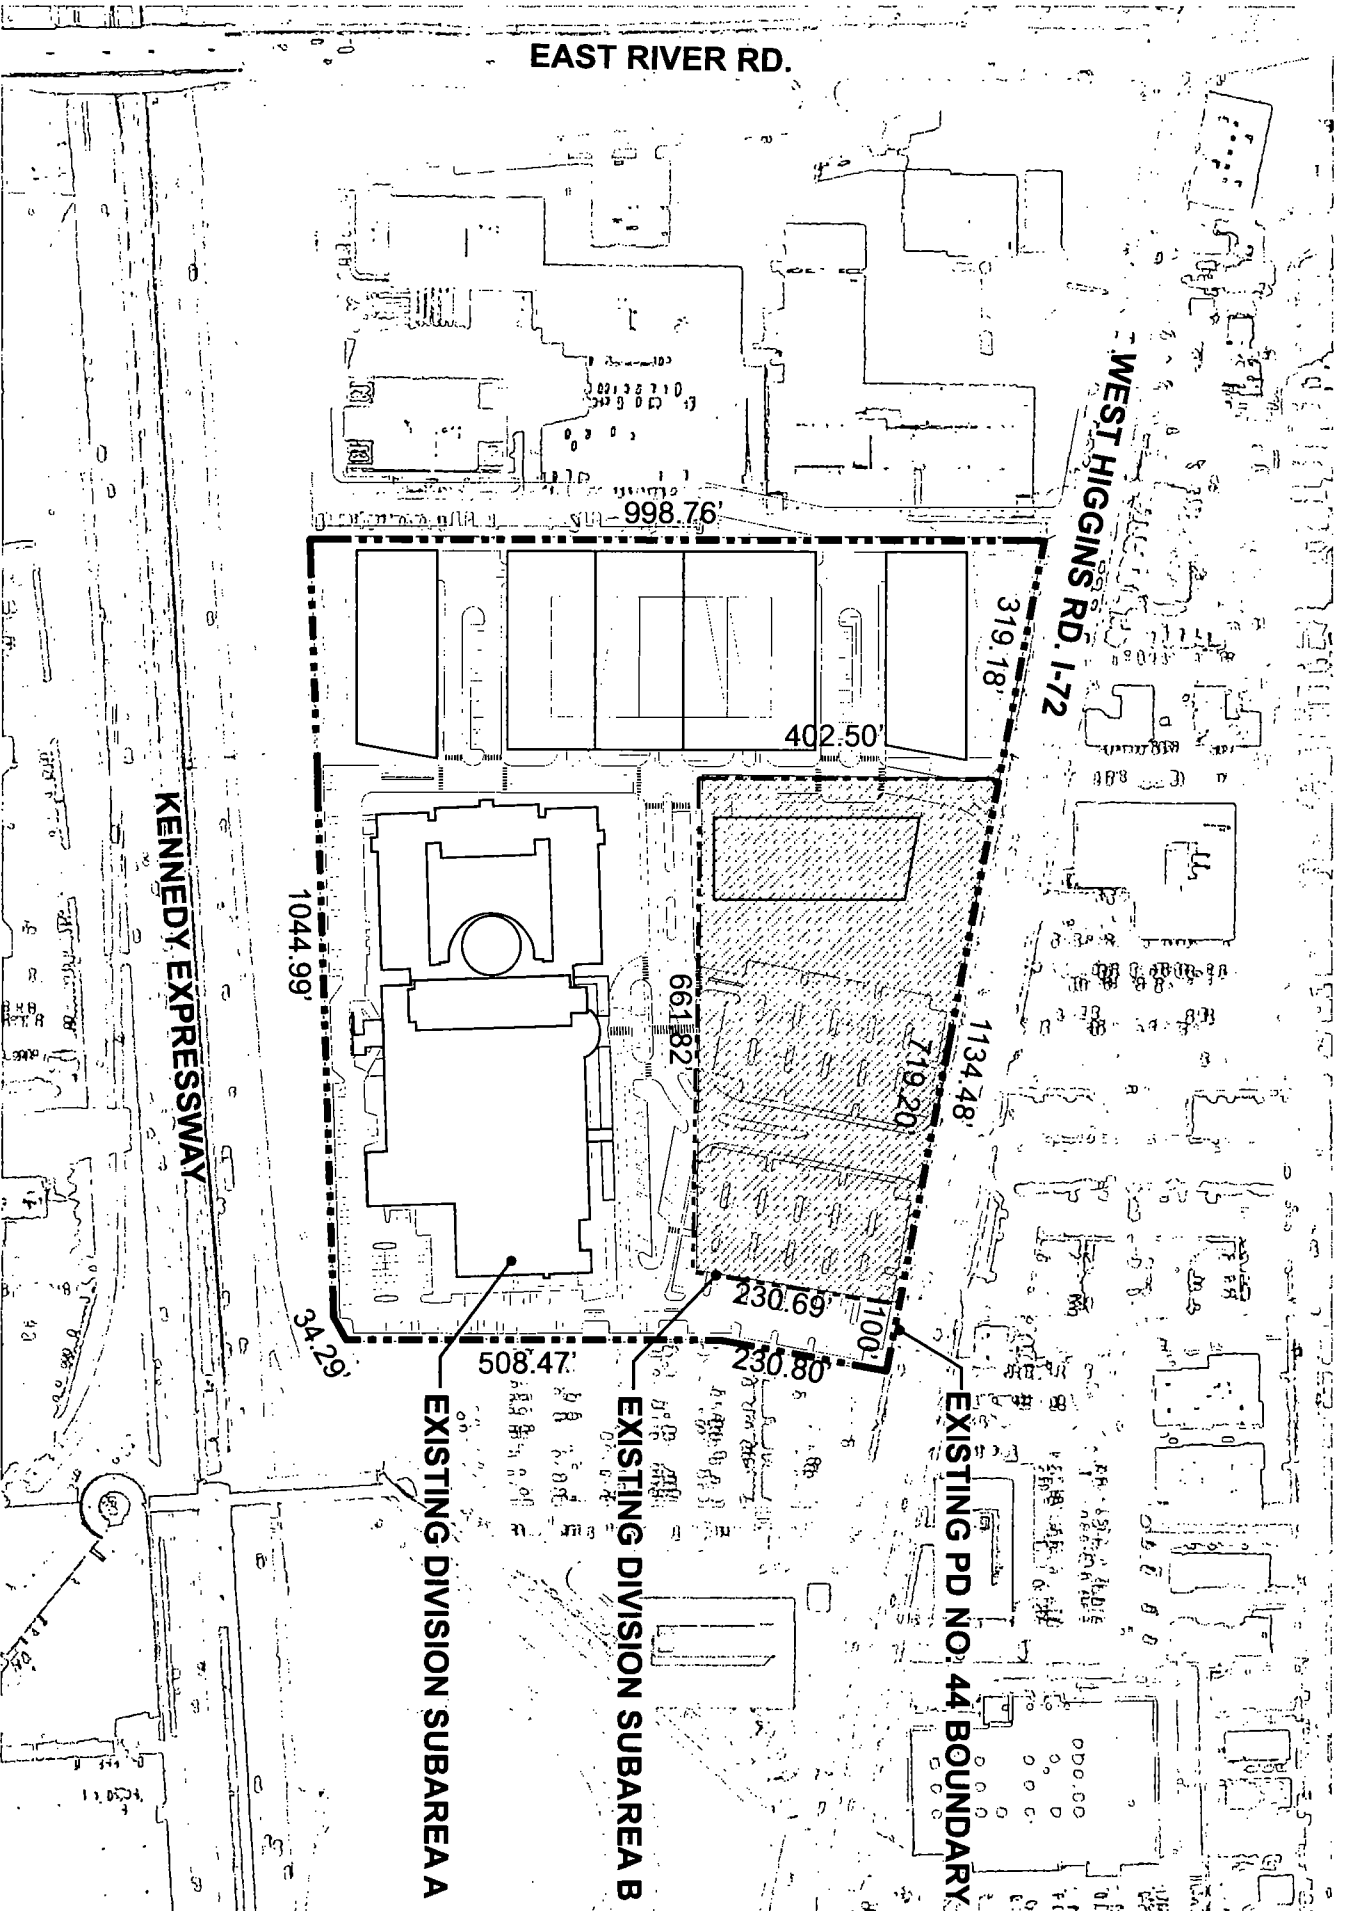 EAST RIVER RD.
WEST HIGGINS RD. I-72
998.76'
319.18'
402.50'
KENNEDY EXPRESSWAY
1044.99'
661.82'
719.20'
1134.48'
230.69'
100'
34.29'
508.47'
230.80'
EXISTING DIVISION SUBAREA A
EXISTING DIVISION SUBAREA B
EXISTING PD NO. 44 BOUNDARY